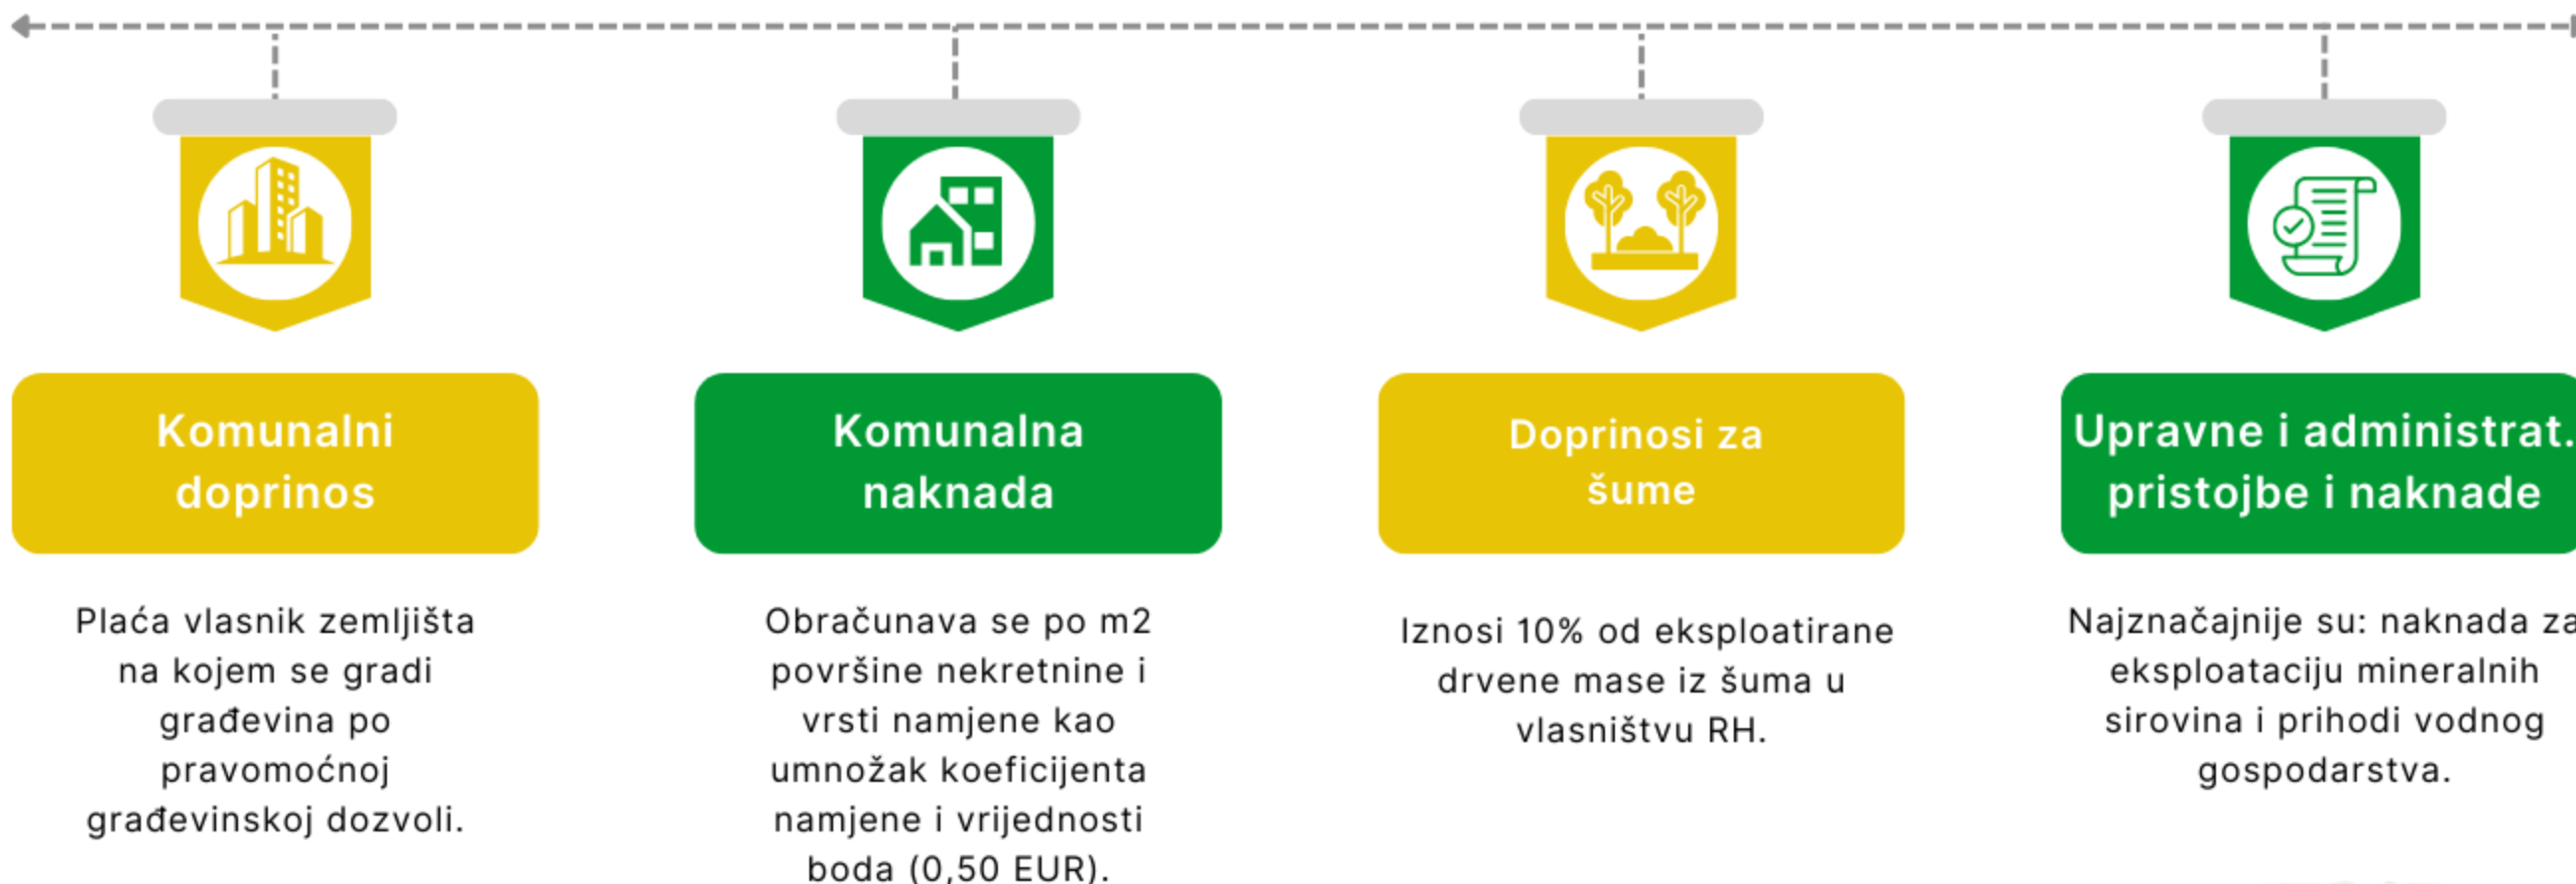 Komunalni
doprinos
Plaća vlasnik zemljišta
na kojem se gradi
građevina po
pravomoćnoj
građevinskoj dozvoli.
Komunalna
naknada
Obračunava se po m2
površine nekretnine i
vrsti namjene kao
umnožak koeficijenta
namjene i vrijednosti
boda (0,50 EUR).
Doprinosi za
šume
Iznosi 10% od eksploatirane
drvene mase iz šuma u
vlasništvu RH.
Upravne i administrat.
pristojbe i naknade
Najznačajnije su: naknada za
eksploataciju mineralnih
sirovina i prihodi vodnog
gospodarstva.